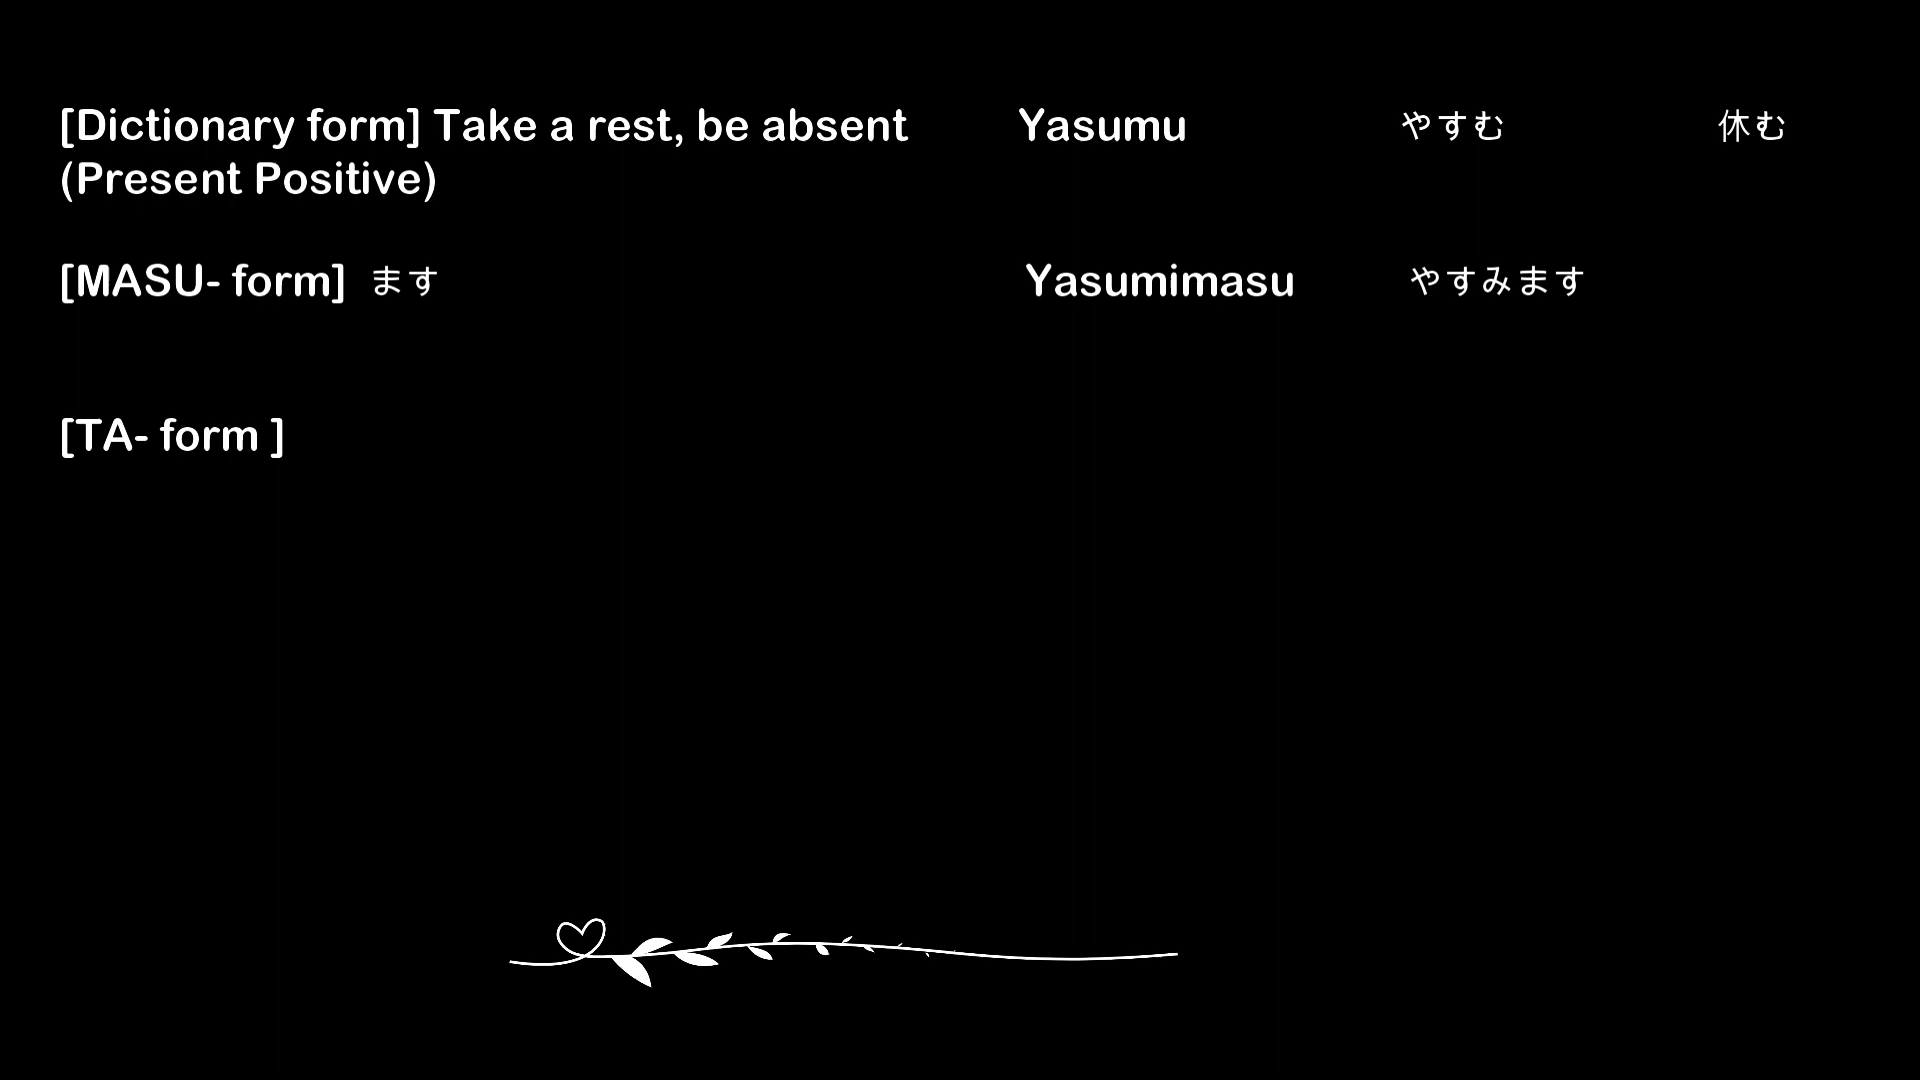 [Dictionary form] Take a rest, be absent Yasumu やすむ 休む
(Present Positive)
[MASU- form] ます Yasumimasu やすみます
[TA- form ]